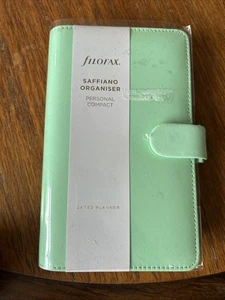 filofax.
SAFFIANO
ORGANISER
PERSONAL
COMPACT
DATED PLANNER